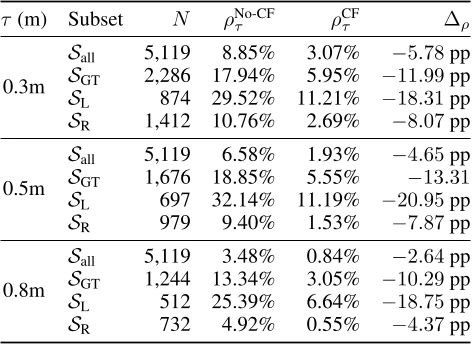 τ (m) Subset N ρτ^No-CF ρτ^CF Δρ
0.3m
S_all 5,119 8.85% 3.07% −5.78 pp
S_GT 2,286 17.94% 5.95% −11.99 pp
S_L 874 29.52% 11.21% −18.31 pp
S_R 1,412 10.76% 2.69% −8.07 pp
0.5m
S_all 5,119 6.58% 1.93% −4.65 pp
S_GT 1,676 18.85% 5.55% −13.31
S_L 697 32.14% 11.19% −20.95 pp
S_R 979 9.40% 1.53% −7.87 pp
0.8m
S_all 5,119 3.48% 0.84% −2.64 pp
S_GT 1,244 13.34% 3.05% −10.29 pp
S_L 512 25.39% 6.64% −18.75 pp
S_R 732 4.92% 0.55% −4.37 pp